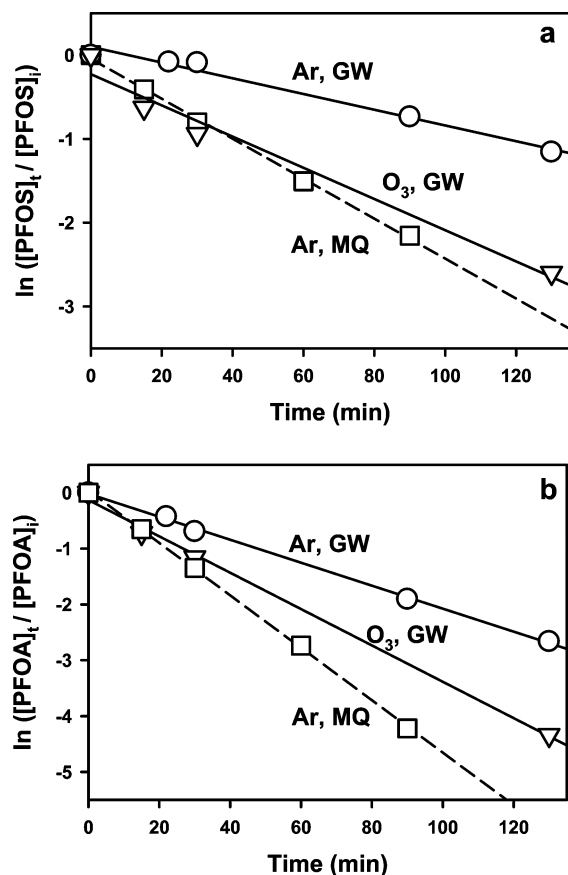 a
ln ([PFOS]t / [PFOS]i)
0
-1
-2
-3
Ar, GW
O3, GW
Ar, MQ
0 20 40 60 80 100 120
Time (min)
b
ln ([PFOA]t / [PFOA]i)
0
-1
-2
-3
-4
-5
Ar, GW
O3, GW
Ar, MQ
0 20 40 60 80 100 120
Time (min)